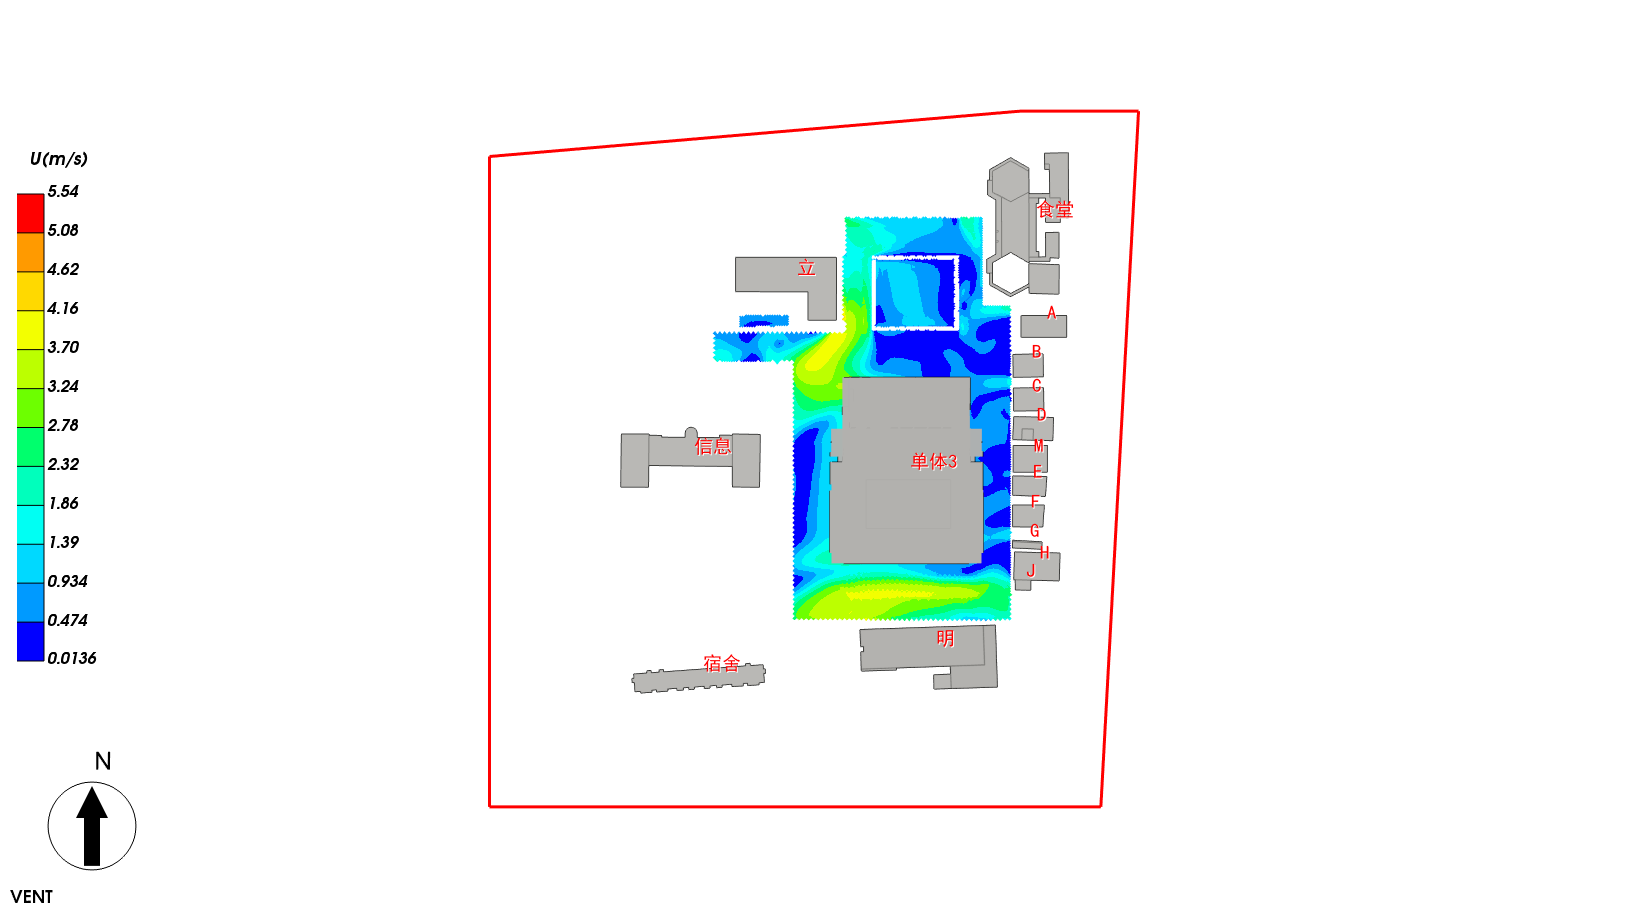 U(m/s)
5.54
5.08
4.62
4.16
3.70
3.24
2.78
2.32
1.86
1.39
0.934
0.474
0.0136
食堂
立
A
B
C
D
信息
M
单体3
E
F
G
H
J
明
宿舍
N
VENT